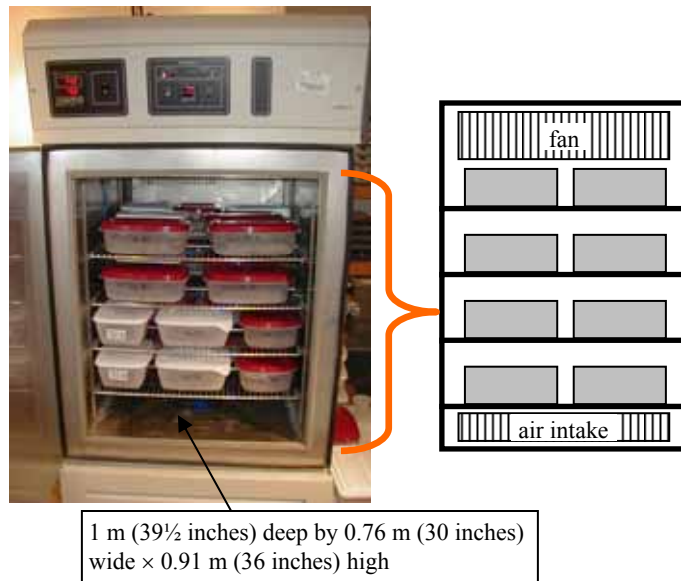 fan
air intake
1 m (39½ inches) deep by 0.76 m (30 inches)
wide × 0.91 m (36 inches) high